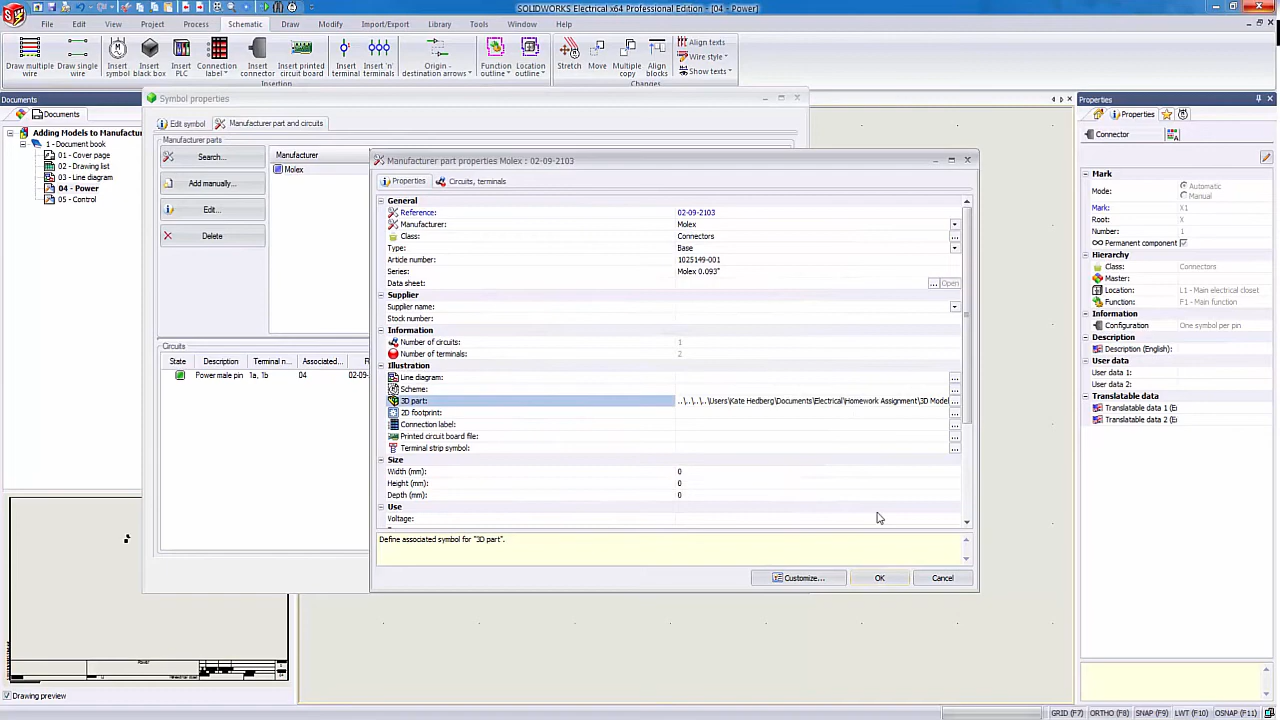 SOLIDWORKS Electrical x64 Professional Edition - [04 - Power]
File Edit View Project Process Schematic Draw Modify Import/Export Library Tools Window Help
Draw multiple wire
Draw single wire
Insert symbol
Insert black box
Insert PLC
Connection label
Insert connector
Insert printed circuit board
Insert terminal
Insert 'n' terminals
Origin - destination arrows
Function outline
Location outline
Stretch
Move
Multiple copy
Align blocks
Align texts
Wire style
Show texts
Insertion
Changes
Documents
Documents
Adding Models to Manufactur
1 - Document book
01 - Cover page
02 - Drawing list
03 - Line diagram
04 - Power
05 - Control
Drawing preview
Symbol properties
Edit symbol
Manufacturer part and circuits
Manufacturer parts
Search...
Add manually...
Edit...
Delete
Manufacturer
Molex
Circuits
State Description Terminal n... Associated...
Power male pin 1a, 1b 04 02-09-
Manufacturer part properties Molex : 02-09-2103
Properties
Circuits, terminals
General
Reference: 02-09-2103
Manufacturer: Molex
Class: Connectors
Type: Base
Article number: 1025149-001
Series: Molex 0.093"
Data sheet: ... Open
Supplier
Supplier name:
Stock number:
Information
Number of circuits: 1
Number of terminals: 2
Illustration
Line diagram:
Scheme:
3D part: ..\..\..\..\Users\Kate Hedberg\Documents\Electrical\Homework Assignment\3D Model
2D footprint:
Connection label:
Printed circuit board file:
Terminal strip symbol:
Size
Width (mm): 0
Height (mm): 0
Depth (mm): 0
Use
Voltage:
Define associated symbol for "3D part".
Customize...
OK
Cancel
Properties
Properties
Connector
Mark
Mode: Automatic
Manual
Mark: X1
Root: X
Number: 1
Permanent component
Hierarchy
Class: Connectors
Master:
Location: L1 - Main electrical closet
Function: F1 - Main function
Information
Configuration One symbol per pin
Description
Description (English):
User data
User data 1:
User data 2:
Translatable data
Translatable data 1 (E
Translatable data 2 (E
GRID (F7) ORTHO (F8) SNAP (F9) LWT (F10) OSNAP (F11)